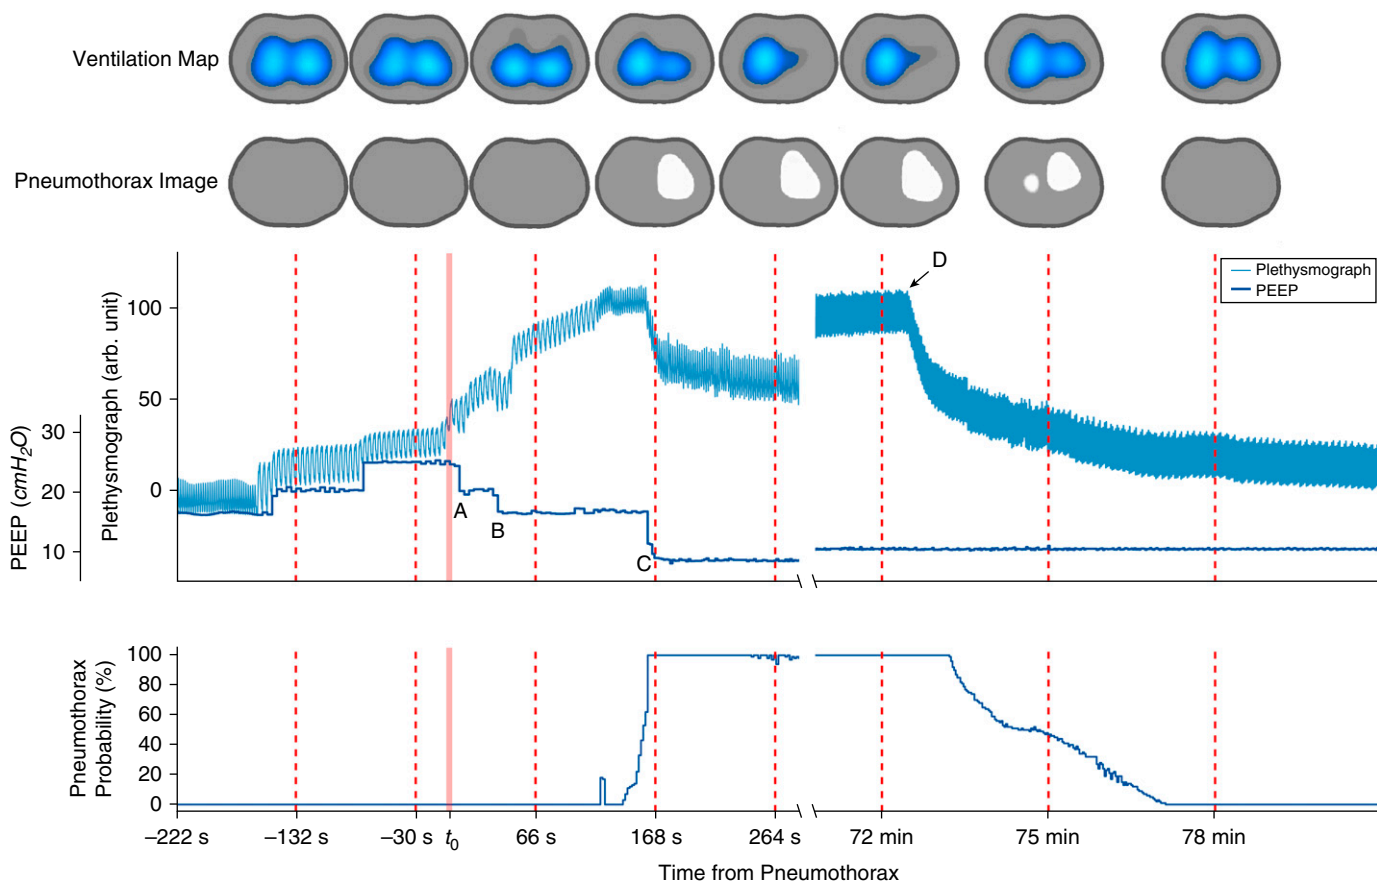 Ventilation Map
Pneumothorax Image
Plethysmograph (arb. unit)
100
50
0
PEEP (cmH₂O)
30
20
10
A
B
C
D
Plethysmograph
PEEP
Pneumothorax
Probability (%)
100
80
60
40
20
0
−222 s −132 s −30 s t₀ 66 s 168 s 264 s 72 min 75 min 78 min
Time from Pneumothorax